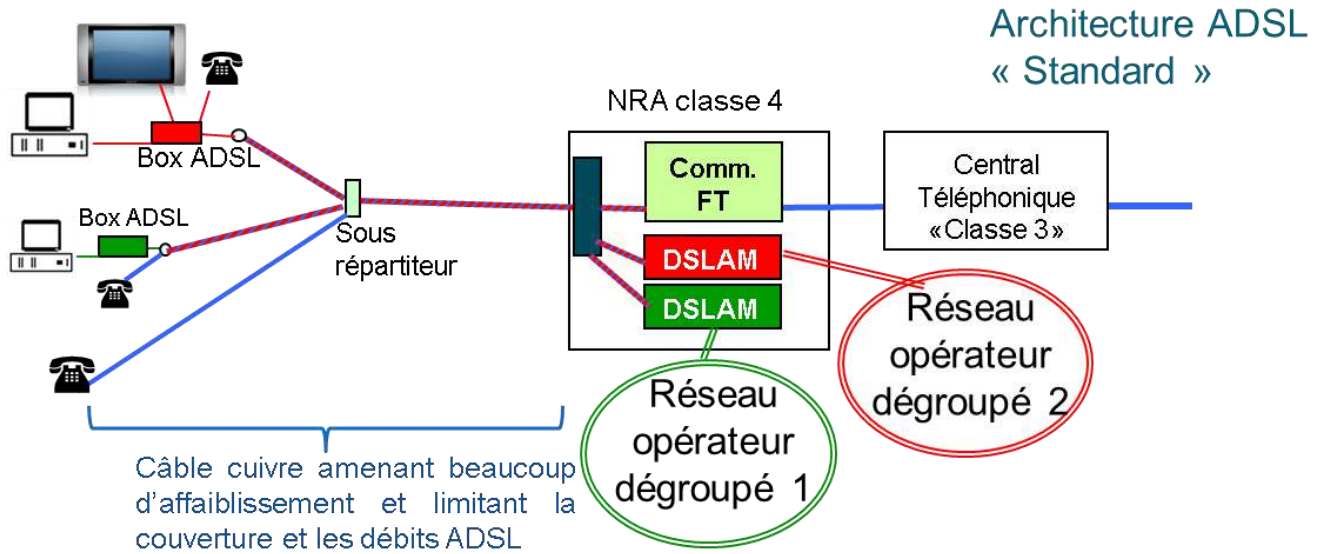 Architecture ADSL
« Standard »
NRA classe 4
Box ADSL
Box ADSL
Sous
répartiteur
Comm.
FT
DSLAM
DSLAM
Central
Téléphonique
«Classe 3»
Réseau
opérateur
dégroupé 2
Réseau
opérateur
dégroupé 1
Câble cuivre amenant beaucoup
d'affaiblissement et limitant la
couverture et les débits ADSL